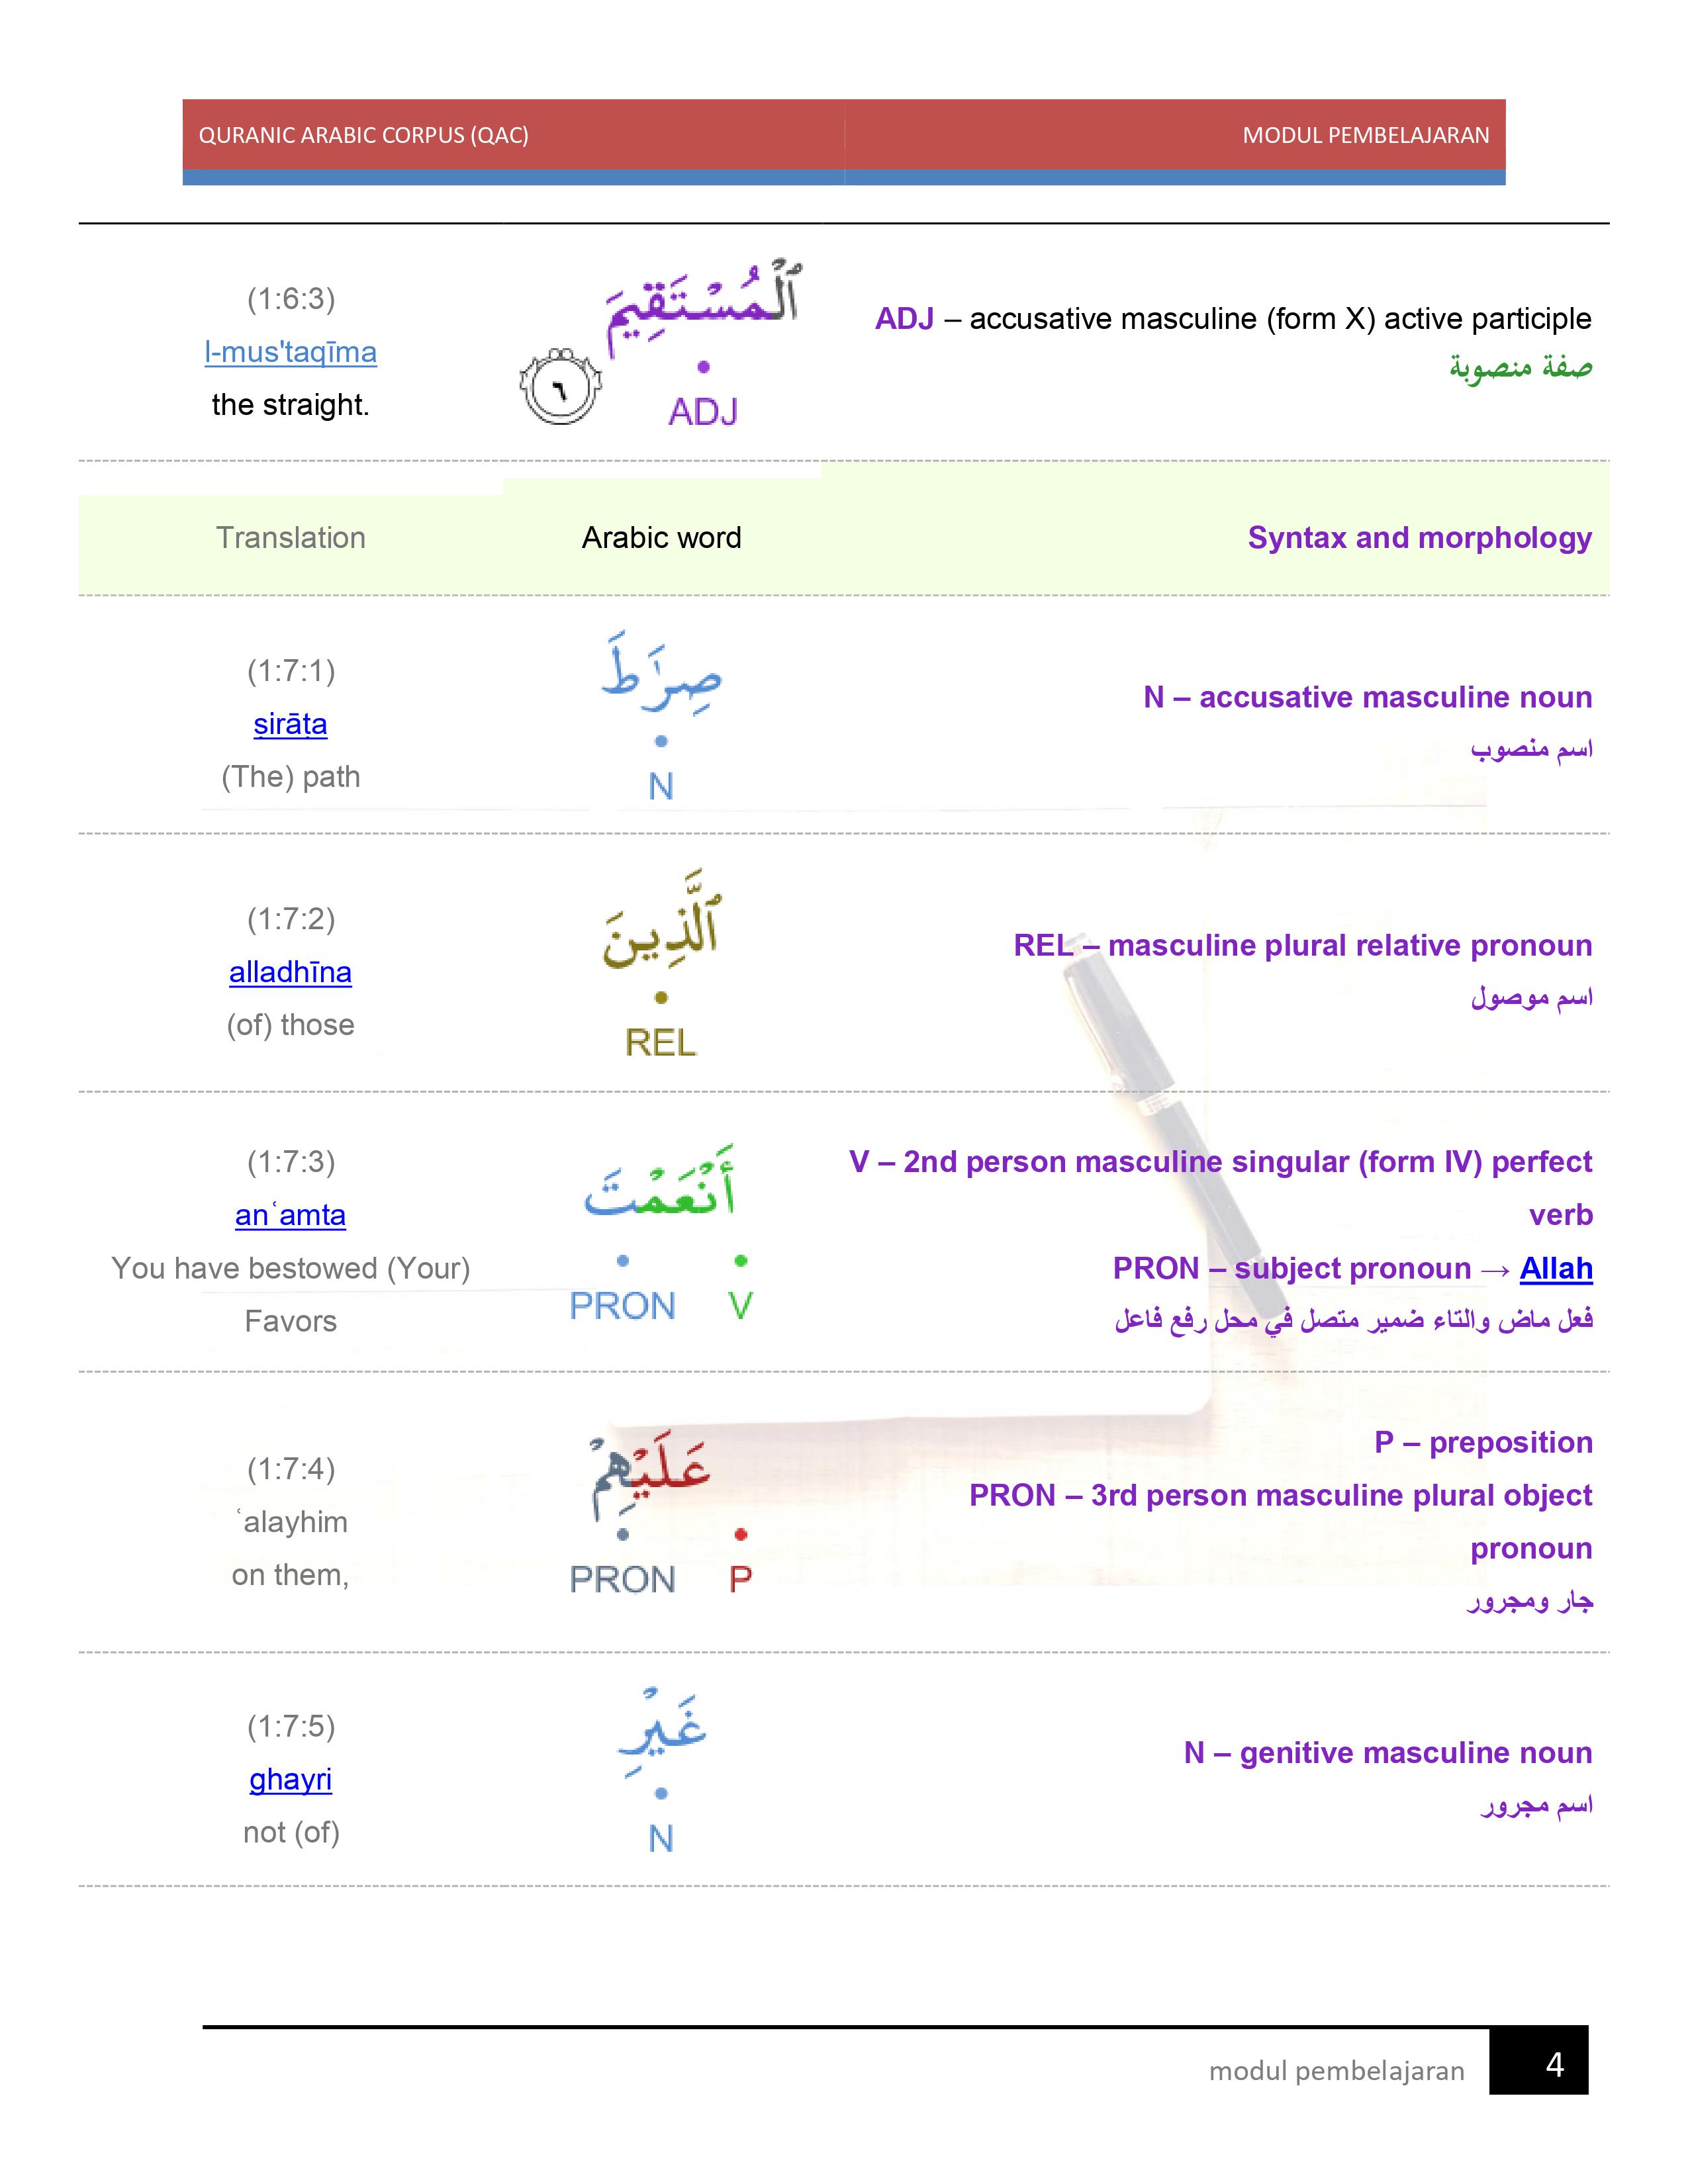 QURANIC ARABIC CORPUS (QAC) MODUL PEMBELAJARAN
(1:6:3)
l-mus'taqīma
the straight.
ٱلْمُسْتَقِيمَ
٦
ADJ
ADJ – accusative masculine (form X) active participle
صفة منصوبة
Translation Arabic word Syntax and morphology
(1:7:1)
ṣirāṭa
(The) path
صِرَٰطَ
N
N – accusative masculine noun
اسم منصوب
(1:7:2)
alladhīna
(of) those
ٱلَّذِينَ
REL
REL – masculine plural relative pronoun
اسم موصول
(1:7:3)
anʿamta
You have bestowed (Your)
Favors
أَنْعَمْتَ
PRON V
V – 2nd person masculine singular (form IV) perfect
verb
PRON – subject pronoun → Allah
فعل ماض والتاء ضمير متصل في محل رفع فاعل
(1:7:4)
ʿalayhim
on them,
عَلَيْهِمْ
PRON P
P – preposition
PRON – 3rd person masculine plural object
pronoun
جار ومجرور
(1:7:5)
ghayri
not (of)
غَيْرِ
N
N – genitive masculine noun
اسم مجرور
modul pembelajaran 4